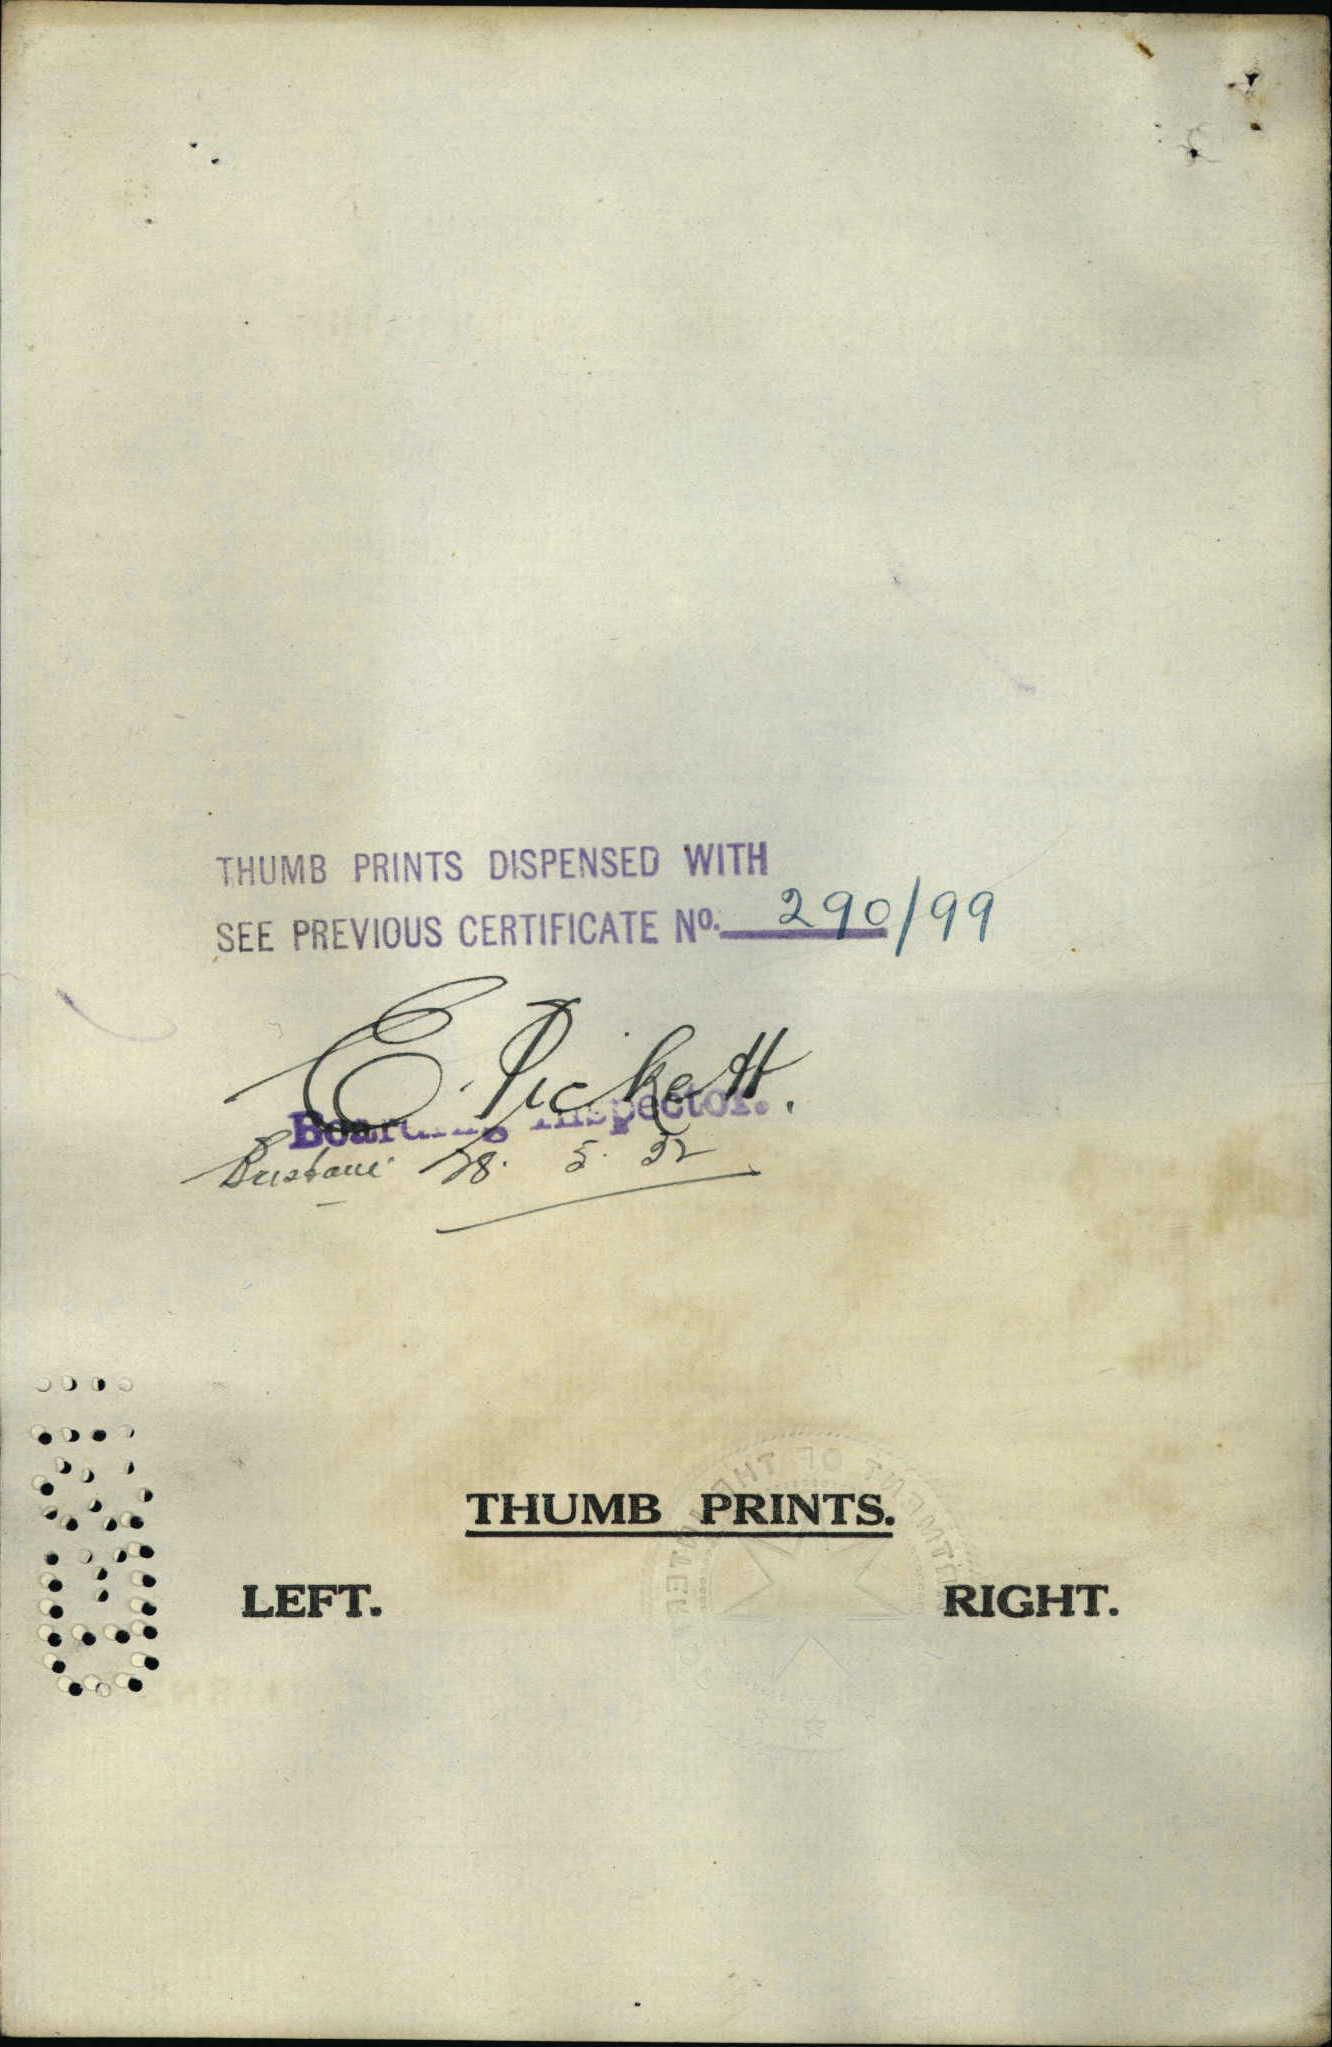 THUMB PRINTS DISPENSED WITH
SEE PREVIOUS CERTIFICATE No. 290/99
E. Pickett.
Boarding Inspector.
Brisbane 28. 5. 32
THUMB PRINTS.
LEFT.
RIGHT.